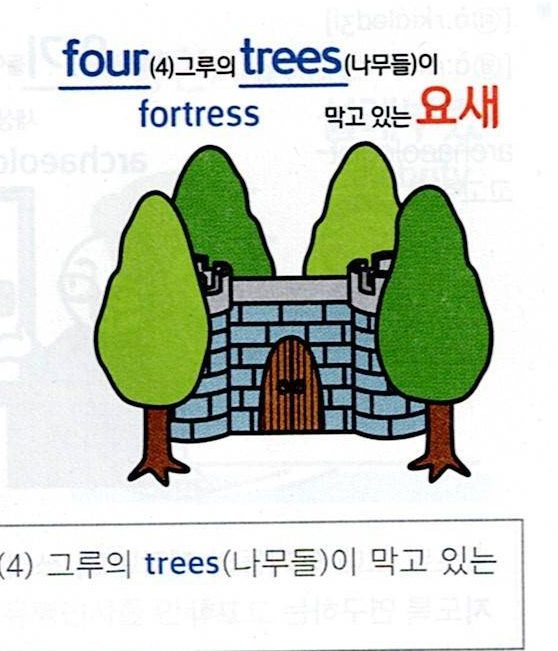 four(4)그루의 trees(나무들)이
fortress 막고 있는 요새
(4) 그루의 trees(나무들)이 막고 있는